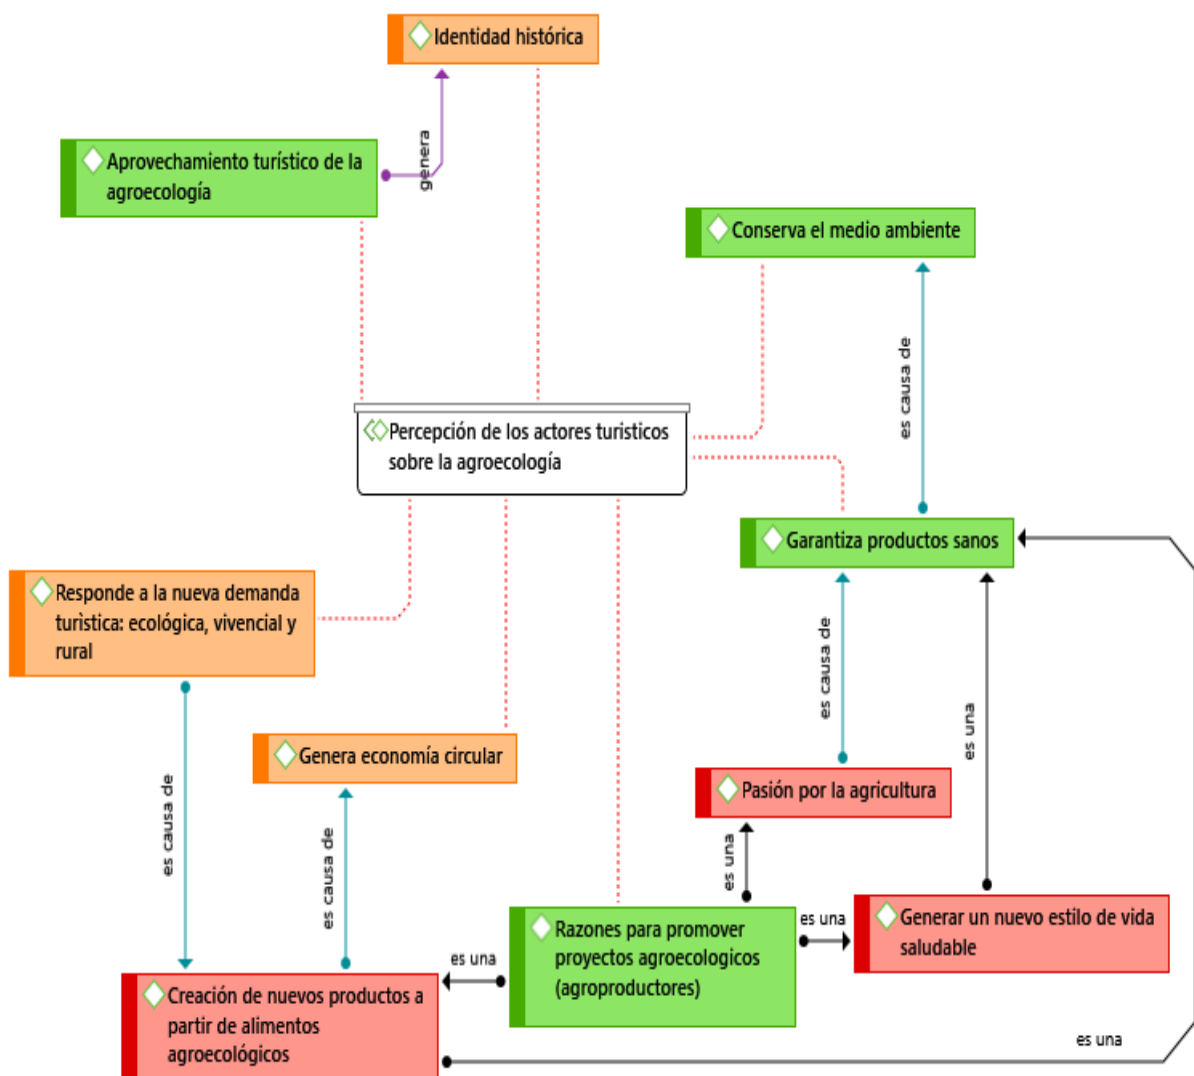 Identidad histórica
genera
Aprovechamiento turístico de la
agroecología
Conserva el medio ambiente
es causa de
Percepción de los actores turisticos
sobre la agroecología
Garantiza productos sanos
Responde a la nueva demanda
turìstica: ecológica, vivencial y
rural
es causa de
es una
Genera economía circular
Pasión por la agricultura
es causa de
es causa de
es una
Razones para promover
proyectos agroecologicos
(agroproductores)
es una
Generar un nuevo estilo de vida
saludable
es una
Creación de nuevos productos a
partir de alimentos
agroecológicos
es una